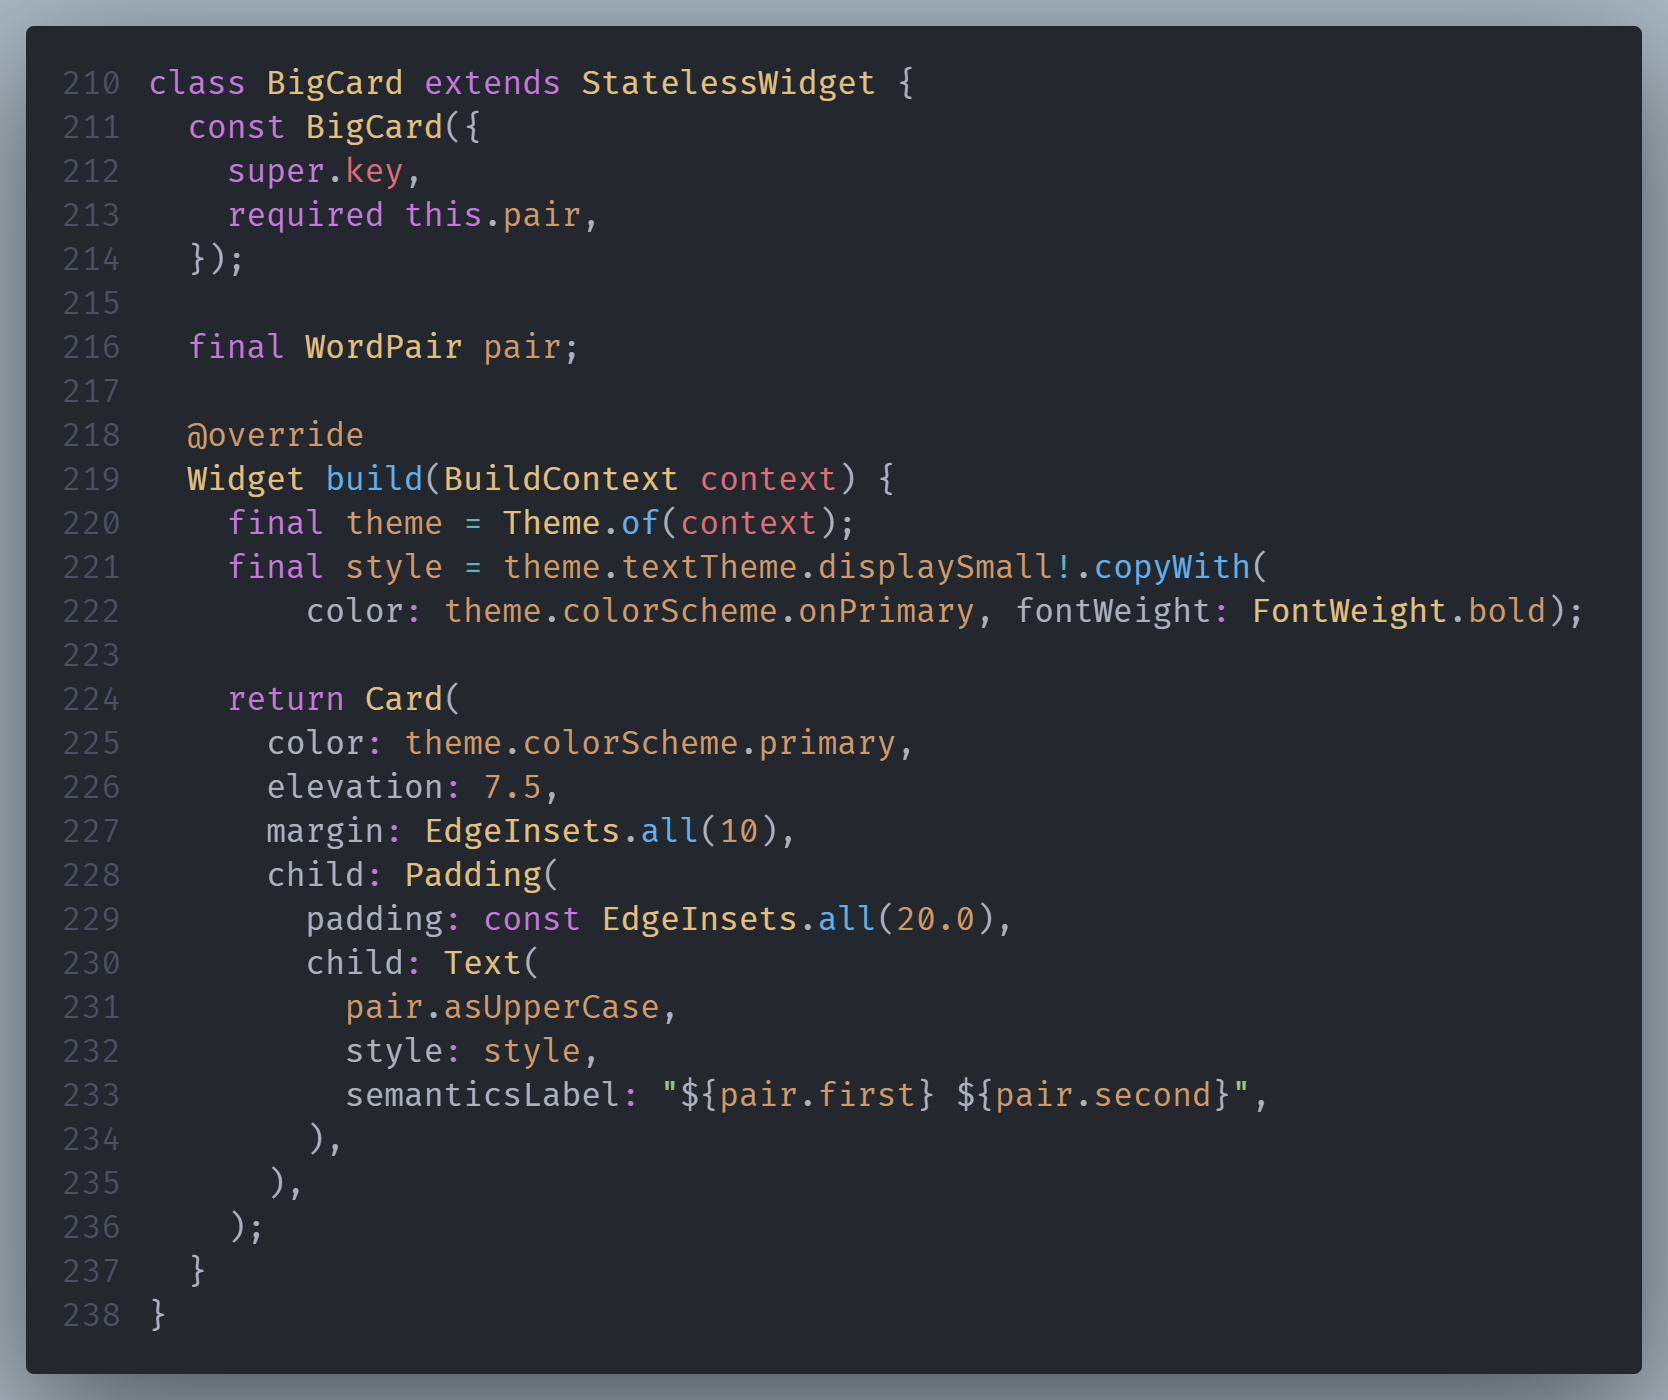 210 class BigCard extends StatelessWidget {
211   const BigCard({
212     super.key,
213     required this.pair,
214   });
215
216   final WordPair pair;
217
218   @override
219   Widget build(BuildContext context) {
220     final theme = Theme.of(context);
221     final style = theme.textTheme.displaySmall!.copyWith(
222         color: theme.colorScheme.onPrimary, fontWeight: FontWeight.bold);
223
224     return Card(
225       color: theme.colorScheme.primary,
226       elevation: 7.5,
227       margin: EdgeInsets.all(10),
228       child: Padding(
229         padding: const EdgeInsets.all(20.0),
230         child: Text(
231           pair.asUpperCase,
232           style: style,
233           semanticsLabel: "${pair.first} ${pair.second}",
234         ),
235       ),
236     );
237   }
238 }